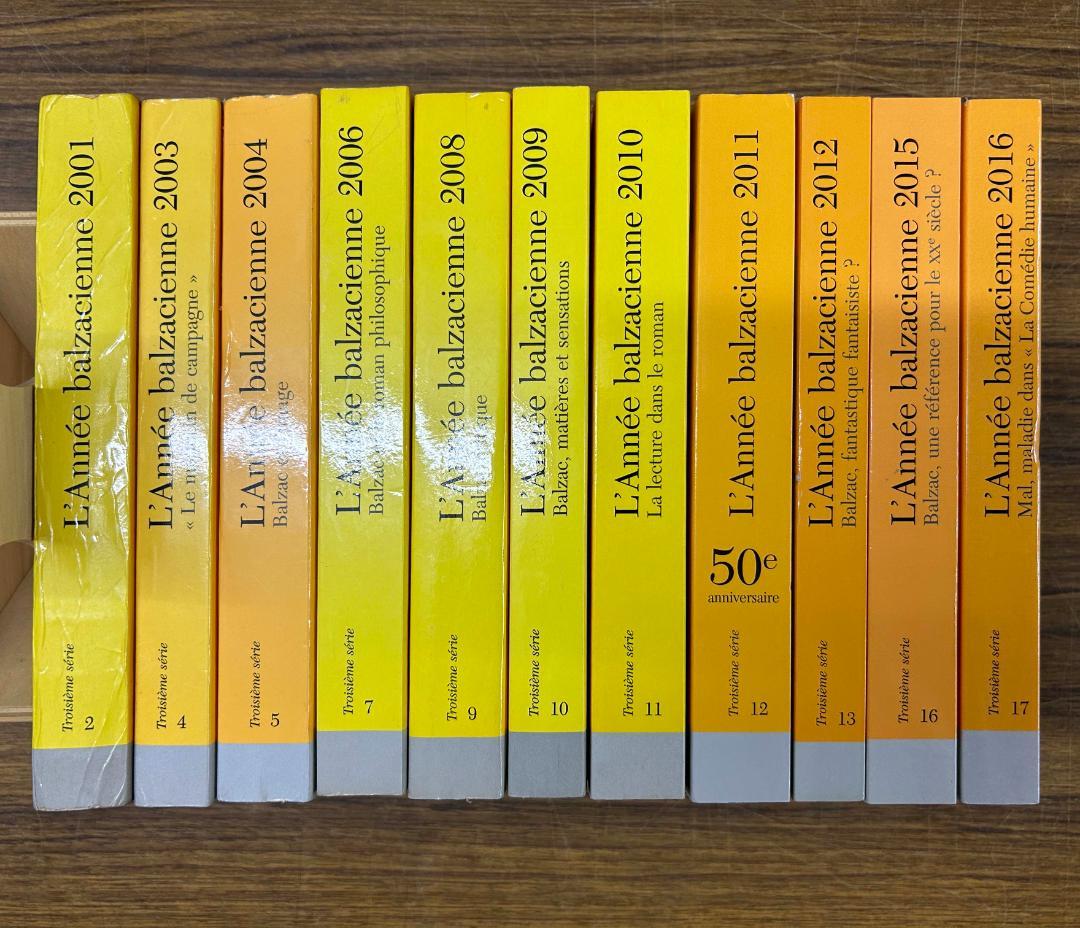 L'Année balzacienne 2001
Troisième série
2
L'Année balzacienne 2003
« Le de campagne »
Troisième série
4
L'Année balzacienne 2004
Balzac
Troisième série
5
L'Année balzacienne 2006
Balzac roman philosophique
Troisième série
7
L'Année balzacienne 2008
Troisième série
9
L'Année balzacienne 2009
Balzac, matières et sensations
Troisième série
10
L'Année balzacienne 2010
La lecture dans le roman
Troisième série
11
L'Année balzacienne 2011
50e
anniversaire
Troisième série
12
L'Année balzacienne 2012
Balzac, fantastique fantaisiste ?
Troisième série
13
L'Année balzacienne 2015
Balzac, une référence pour le XXe siècle ?
Troisième série
16
L'Année balzacienne 2016
Mal, maladie dans « La Comédie humaine »
Troisième série
17